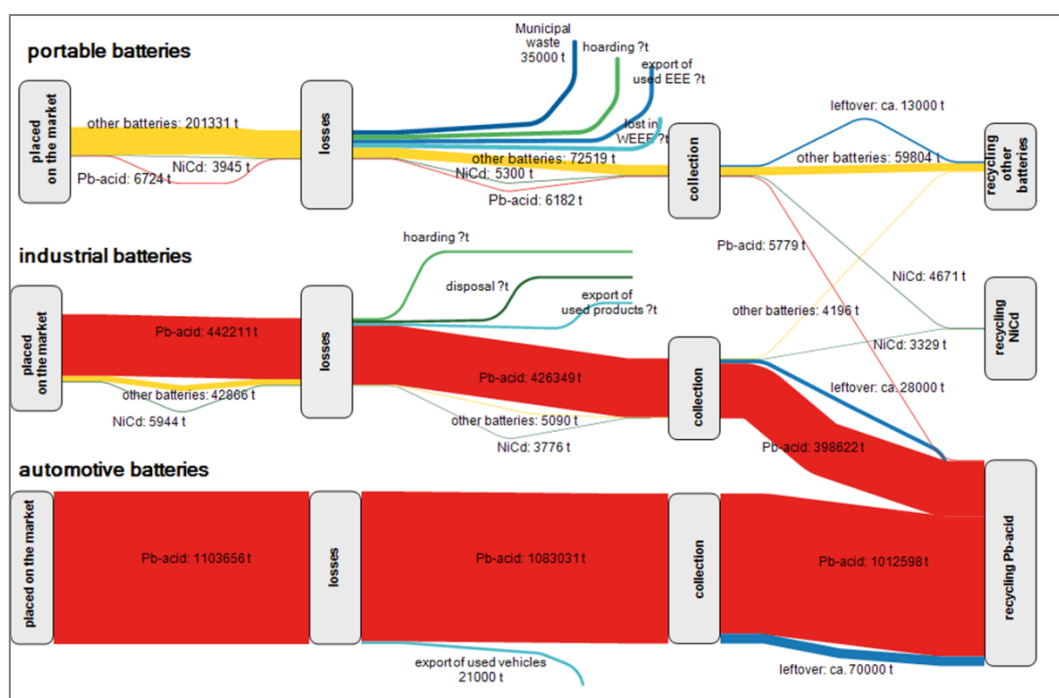 portable batteries
placed
on the market
other batteries: 201331 t
NiCd: 3945 t
Pb-acid: 6724 t
losses
Municipal
waste
35000 t
hoarding ?t
export of
used EEE ?t
lost in
WEEE ?t
other batteries: 72519 t
NiCd: 5300 t
Pb-acid: 6182 t
collection
leftover: ca. 13000 t
other batteries: 59804 t
recycling
other
batteries
Pb-acid: 5779 t
NiCd: 4671 t
industrial batteries
placed
on the market
Pb-acid: 442211 t
other batteries: 42866 t
NiCd: 5944 t
losses
hoarding ?t
disposal ?t
export of
used products ?t
Pb-acid: 426349 t
other batteries: 5090 t
NiCd: 3776 t
collection
other batteries: 4196 t
NiCd: 3329 t
recycling
NiCd
leftover: ca. 28000 t
Pb-acid: 398622 t
automotive batteries
placed on the market
Pb-acid: 1103656 t
losses
Pb-acid: 1083031 t
export of used vehicles
21000 t
collection
Pb-acid: 1012598 t
leftover: ca. 70000 t
recycling Pb-acid